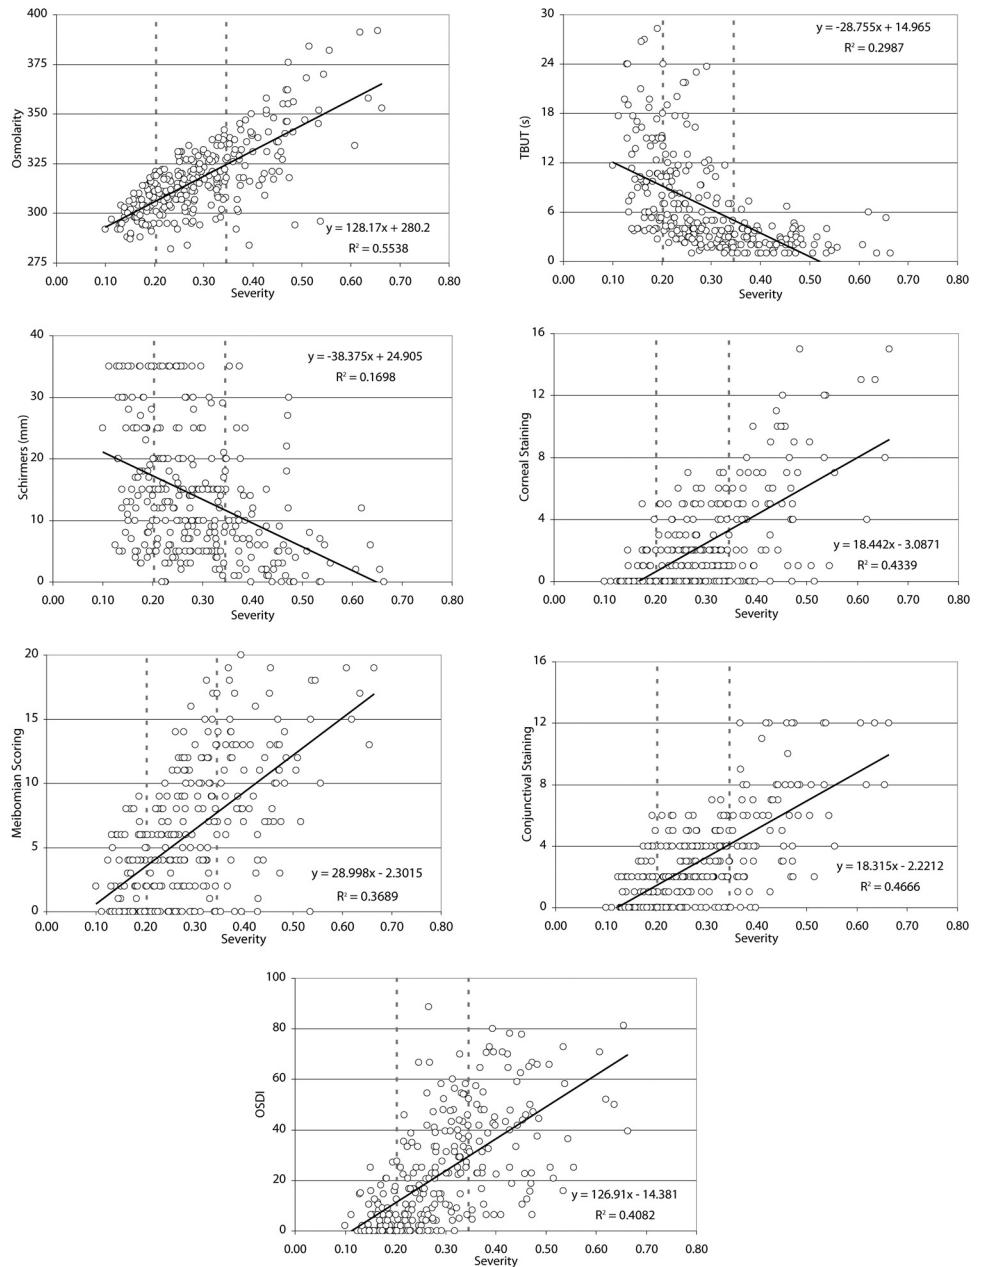 400
375
350
325
300
275
Osmolarity
0.00 0.10 0.20 0.30 0.40 0.50 0.60 0.70 0.80
Severity
y = 128.17x + 280.2
R² = 0.5538
30
24
18
12
6
0
TBUT (s)
0.00 0.10 0.20 0.30 0.40 0.50 0.60 0.70 0.80
Severity
y = -28.755x + 14.965
R² = 0.2987
40
30
20
10
0
Schirmers (mm)
0.00 0.10 0.20 0.30 0.40 0.50 0.60 0.70 0.80
Severity
y = -38.375x + 24.905
R² = 0.1698
16
12
8
4
0
Corneal Staining
0.00 0.10 0.20 0.30 0.40 0.50 0.60 0.70 0.80
Severity
y = 18.442x - 3.0871
R² = 0.4339
20
15
10
5
0
Meibomian Scoring
0.00 0.10 0.20 0.30 0.40 0.50 0.60 0.70 0.80
Severity
y = 28.998x - 2.3015
R² = 0.3689
16
12
8
4
0
Conjunctival Staining
0.00 0.10 0.20 0.30 0.40 0.50 0.60 0.70 0.80
Severity
y = 18.315x - 2.2212
R² = 0.4666
100
80
60
40
20
0
OSDI
0.00 0.10 0.20 0.30 0.40 0.50 0.60 0.70 0.80
Severity
y = 126.91x - 14.381
R² = 0.4082